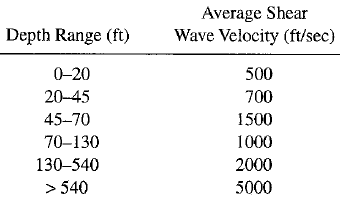 Average Shear
Depth Range (ft) Wave Velocity (ft/sec)
0–20 500
20–45 700
45–70 1500
70–130 1000
130–540 2000
> 540 5000